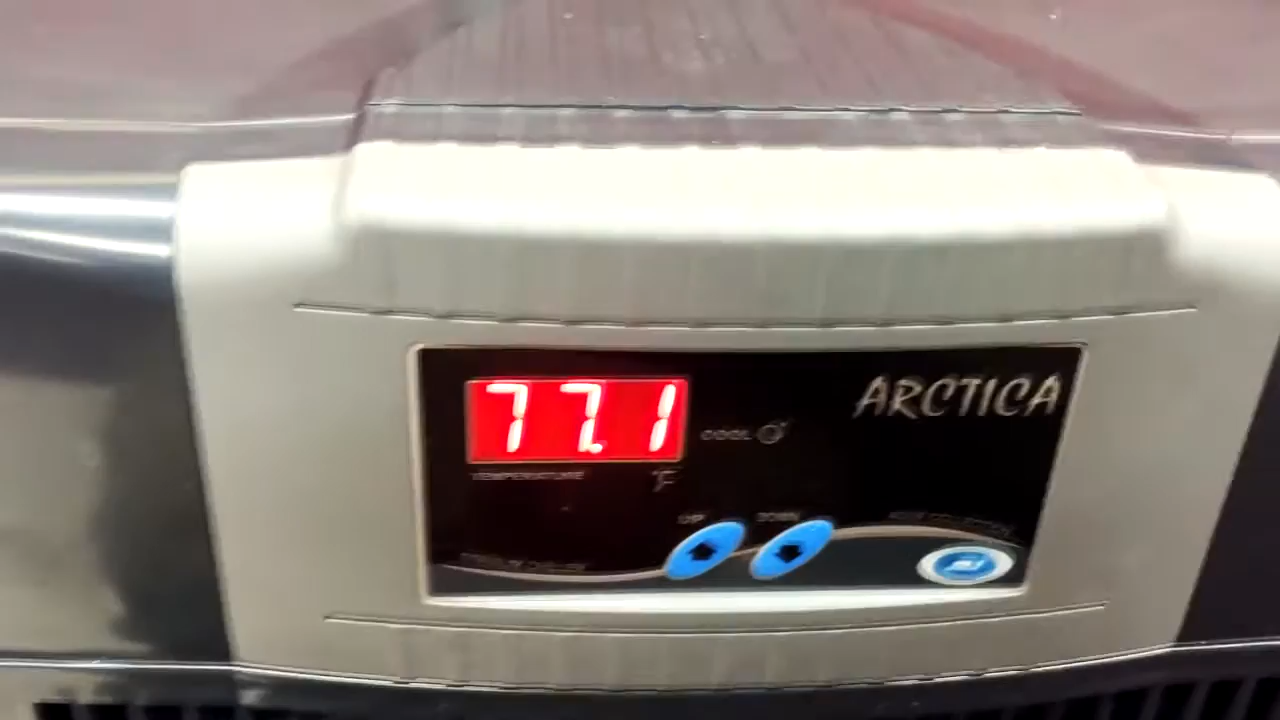 77.1
ARCTICA
COOL
TEMPERATURE
°F
UP
DOWN